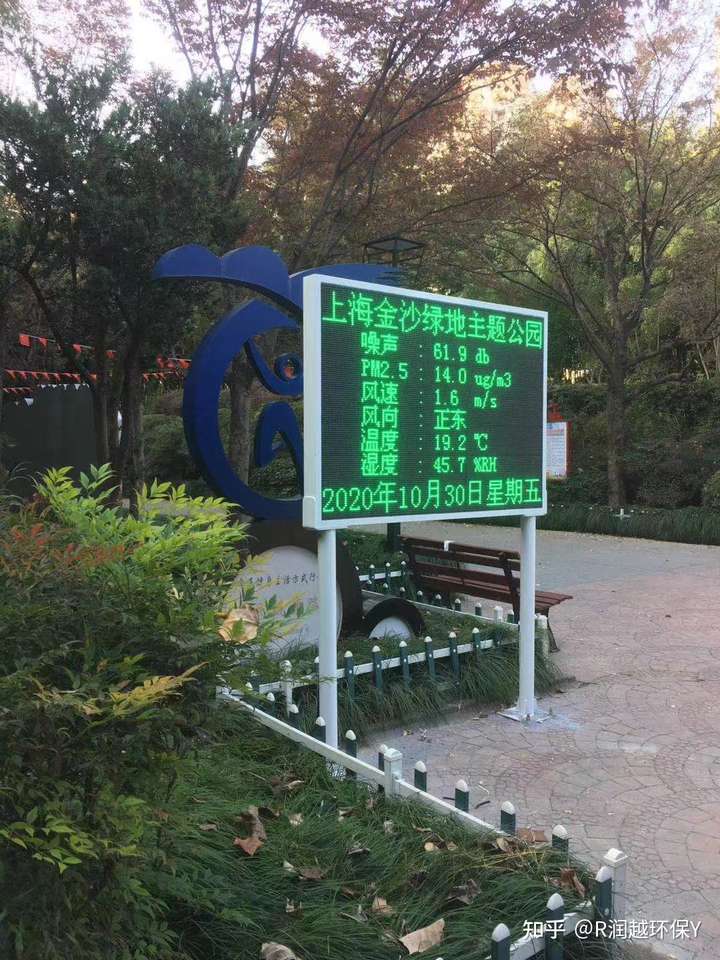 上海金沙绿地主题公园
噪声 : 61.9 db
PM2.5 : 14.0 ug/m3
风速 : 1.6 m/s
风向 : 正东
温度 : 19.2 ℃
湿度 : 45.7 %RH
2020年10月30日星期五
知乎 @R润越环保Y